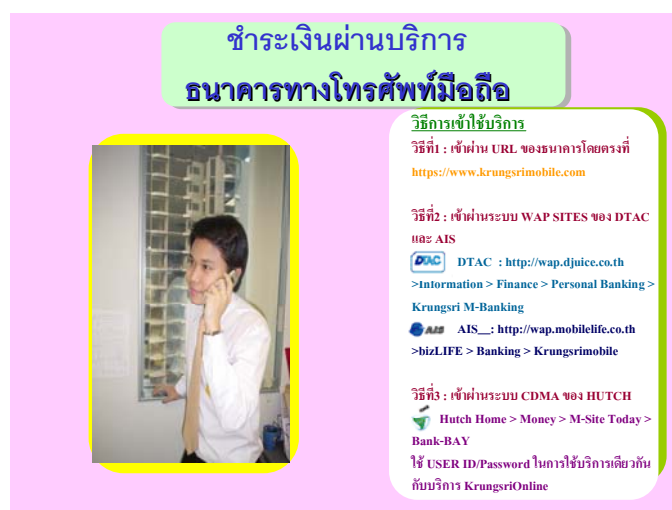 ชำระเงินผ่านบริการ
ธนาคารทางโทรศัพท์มือถือ
วิธีการเข้าใช้บริการ
วิธีที่1 : เข้าผ่าน URL ของธนาคารโดยตรงที่
https://www.krungsrimobile.com
วิธีที่2 : เข้าผ่านระบบ WAP SITES ของ DTAC
และ AIS
DTAC DTAC : http://wap.djuice.co.th
>Information > Finance > Personal Banking >
Krungsri M-Banking
AIS AIS__: http://wap.mobilelife.co.th
>bizLIFE > Banking > Krungsrimobile
วิธีที่3 : เข้าผ่านระบบ CDMA ของ HUTCH
Hutch Home > Money > M-Site Today >
Bank-BAY
ใช้ USER ID/Password ในการใช้บริการเดียวกัน
กับบริการ KrungsriOnline